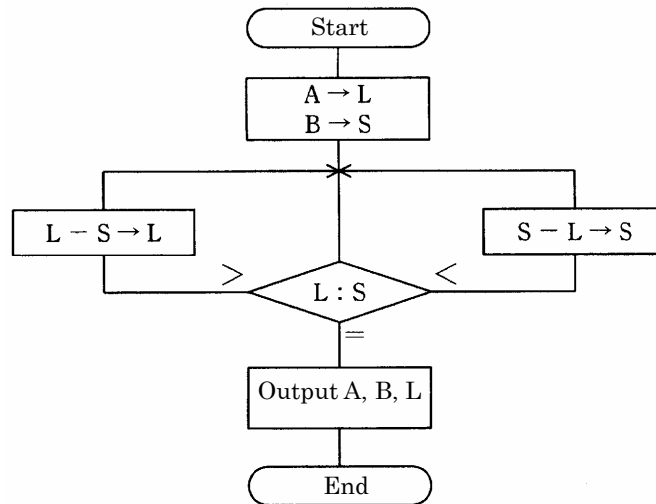 Start
A → L
B → S
L − S → L
S − L → S
>
<
L : S
=
Output A, B, L
End